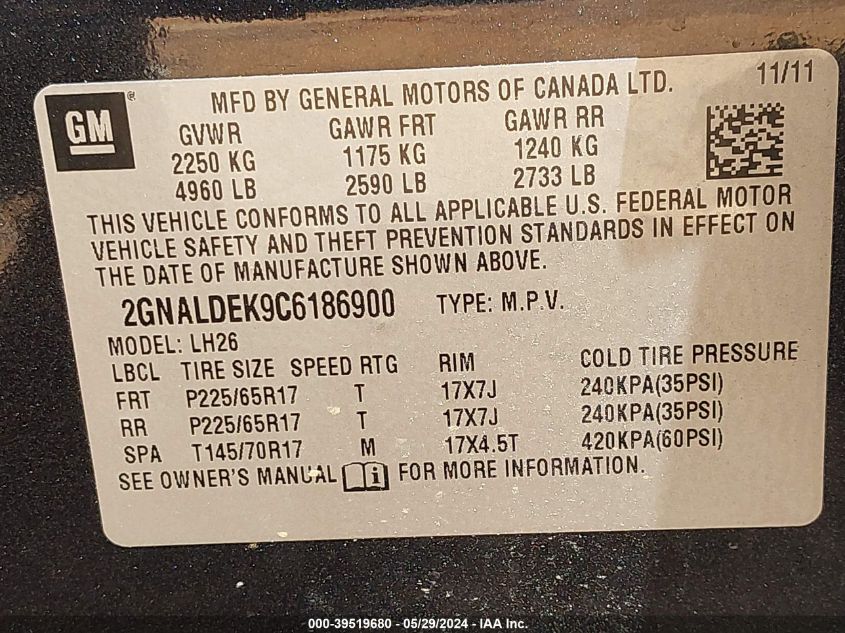 GM®
MFD BY GENERAL MOTORS OF CANADA LTD. 11/11
GVWR GAWR FRT GAWR RR
2250 KG 1175 KG 1240 KG
4960 LB 2590 LB 2733 LB
THIS VEHICLE CONFORMS TO ALL APPLICABLE U.S. FEDERAL MOTOR
VEHICLE SAFETY AND THEFT PREVENTION STANDARDS IN EFFECT ON
THE DATE OF MANUFACTURE SHOWN ABOVE.
2GNALDEK9C6186900 TYPE: M.P.V.
MODEL: LH26
LBCL TIRE SIZE SPEED RTG RIM COLD TIRE PRESSURE
FRT P225/65R17 T 17X7J 240KPA(35PSI)
RR P225/65R17 T 17X7J 240KPA(35PSI)
SPA T145/70R17 M 17X4.5T 420KPA(60PSI)
SEE OWNER'S MANUAL FOR MORE INFORMATION.
000-39519680 - 05/29/2024 - IAA Inc.